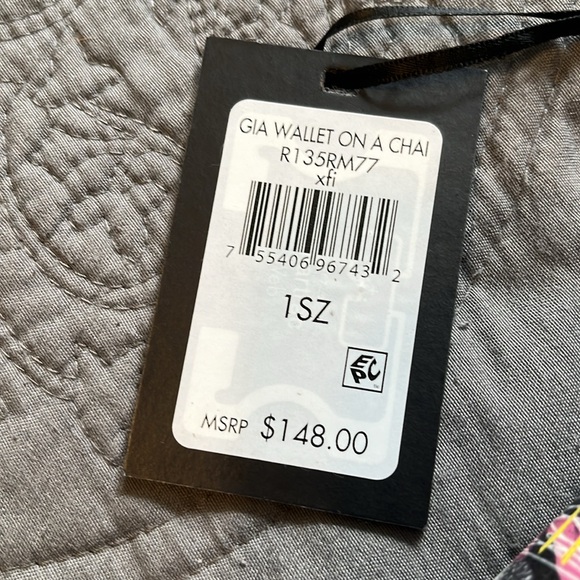 GIA WALLET ON A CHAI
R135RM77
xfi
7 55406 96743 2
1SZ
EPC
MSRP $148.00